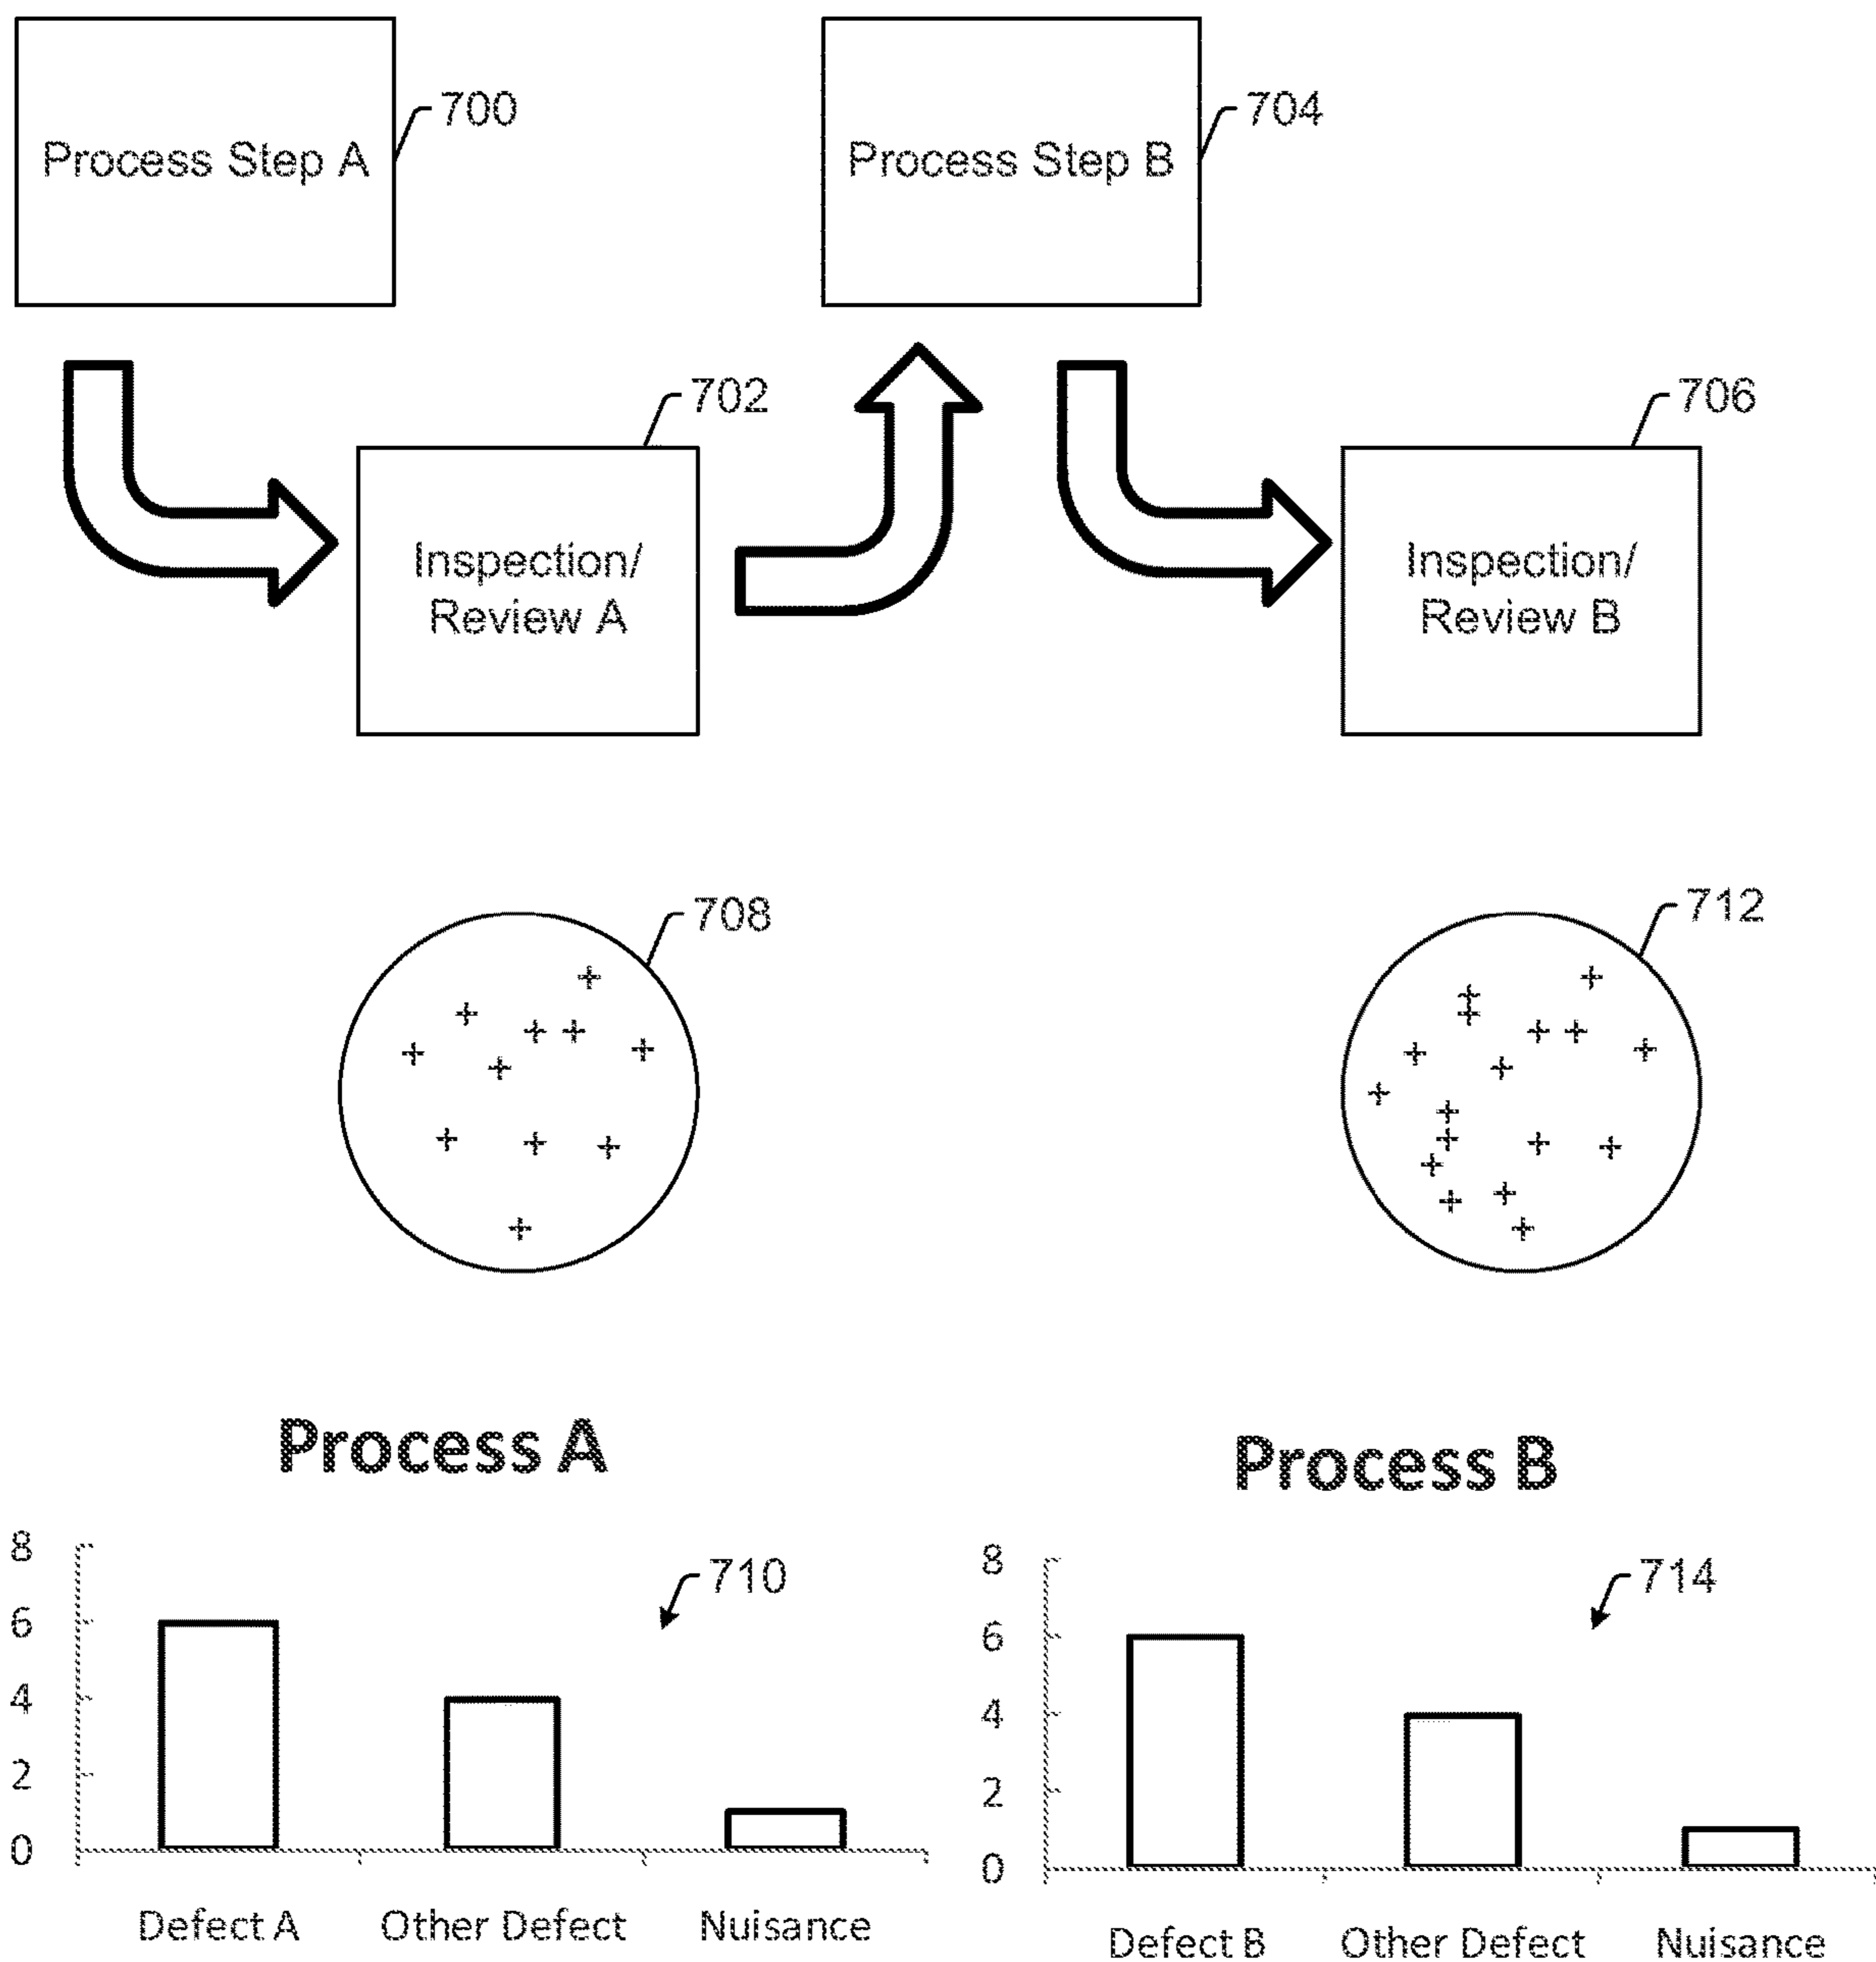 Process Step A
700
Process Step B
704
702
Inspection/
Review A
706
Inspection/
Review B
708
712
Process A
8
6
4
2
0
710
Defect A
Other Defect
Nuisance
Process B
8
6
4
2
0
714
Defect B
Other Defect
Nuisance